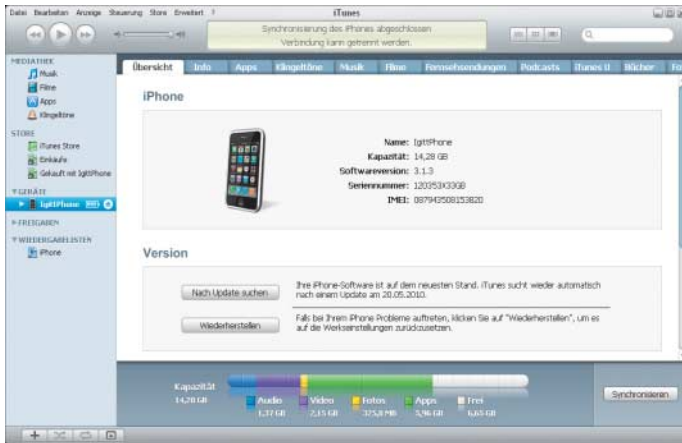 Datei Bearbeiten Anzeige Steuerung Store Erweitert ?
iTunes
Synchronisierung des iPhones abgeschlossen
Verbindung kann getrennt werden.
MEDIATHEK
Musik
Filme
Apps
Klingeltöne
STORE
iTunes Store
Einkäufe
Gekauft mit IgittPhone
GERÄTE
IgittPhone
FREIGABEN
WIEDERGABELISTEN
iPhone
Übersicht Info Apps Klingeltöne Musik Filme Fernsehsendungen Podcasts iTunes U Bücher Fo
iPhone
Name: IgittPhone
Kapazität: 14,28 GB
Softwareversion: 3.1.3
Seriennummer: 120353X33GB
IMEI: 087943508153820
Version
Nach Update suchen
Ihre iPhone-Software ist auf dem neuesten Stand. iTunes sucht wieder automatisch
nach einem Update am 20.05.2010.
Wiederherstellen
Falls bei Ihrem iPhone Probleme auftreten, klicken Sie auf "Wiederherstellen", um es
auf die Werkseinstellungen zurückzusetzen.
Kapazität
14,28 GB
Audio
1,37 GB
Video
2,15 GB
Fotos
375,8 MB
Apps
3,96 GB
Frei
6,65 GB
Synchronisieren